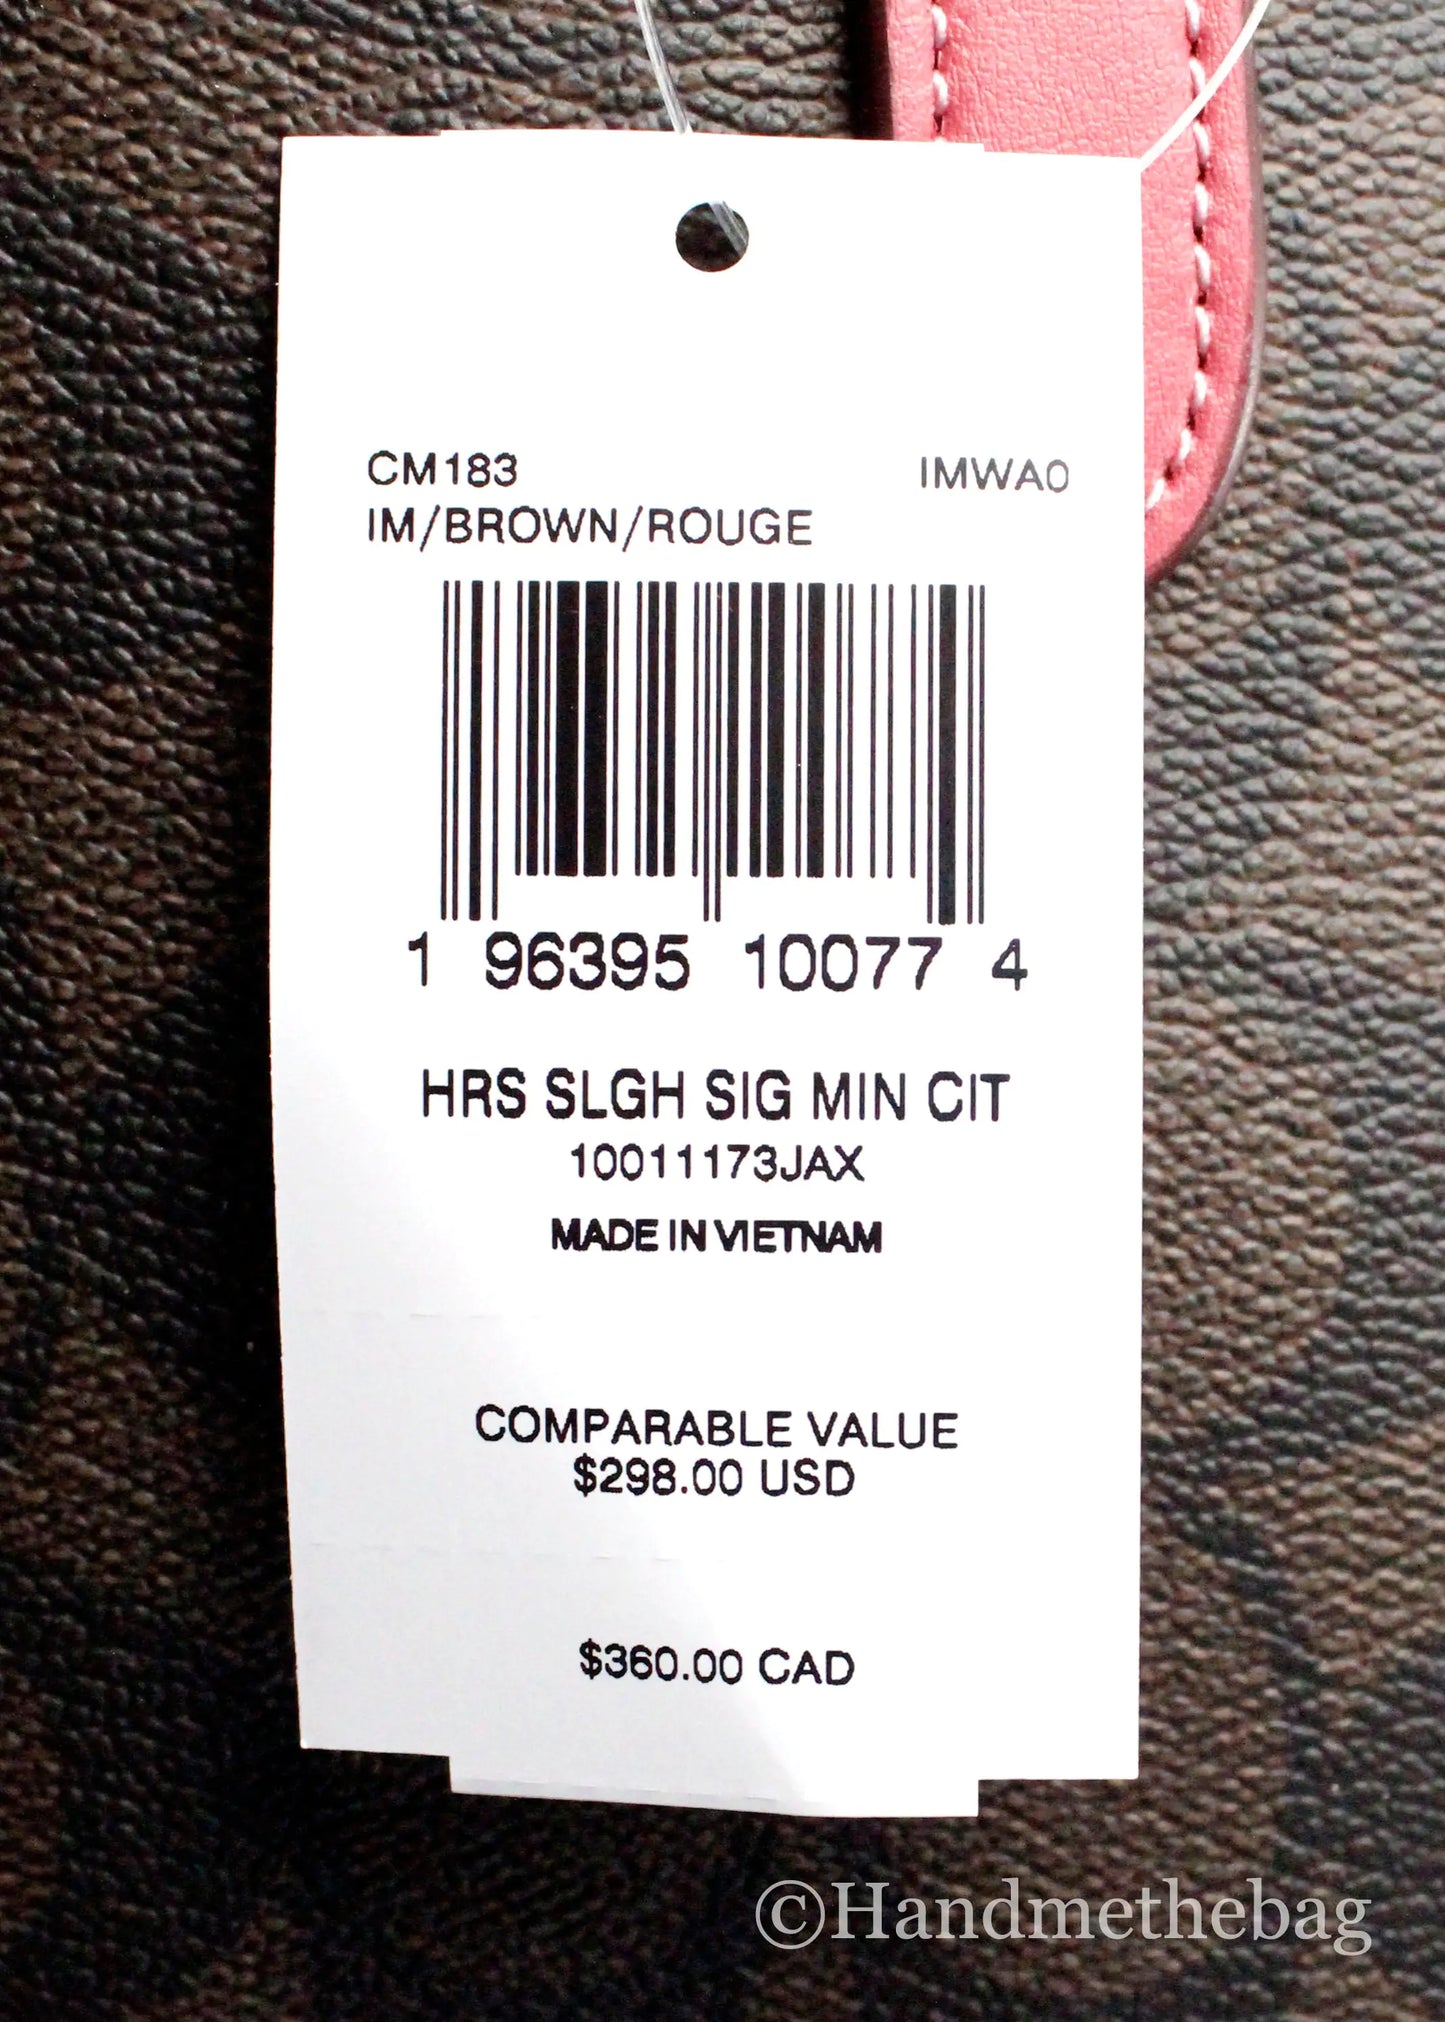 CM183 IMWA0
IM/BROWN/ROUGE
1 96395 10077 4
HRS SLGH SIG MIN CIT
10011173JAX
MADE IN VIETNAM
COMPARABLE VALUE
$298.00 USD
$360.00 CAD
©Handmethebag